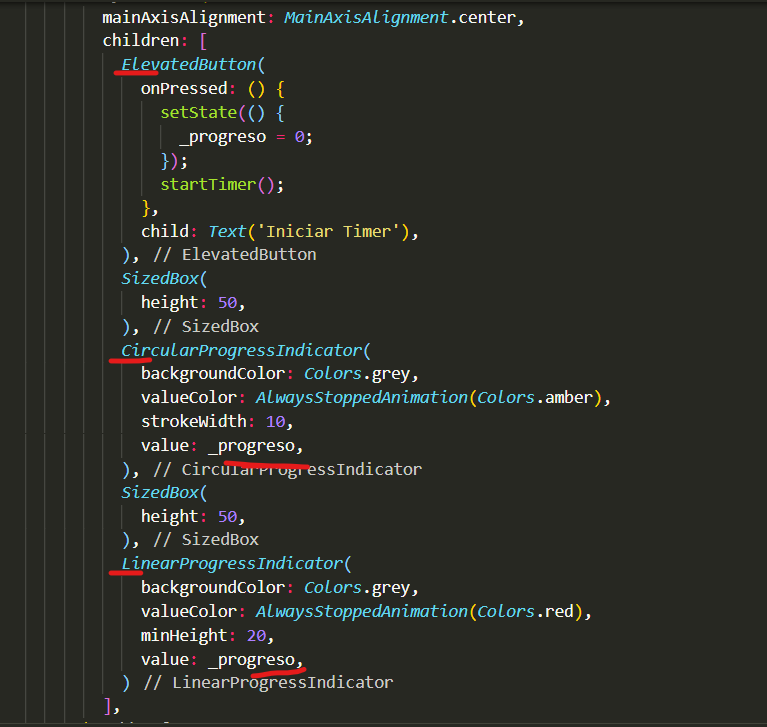 mainAxisAlignment: MainAxisAlignment.center,
children: [
ElevatedButton(
onPressed: () {
setState(() {
_progreso = 0;
});
startTimer();
},
child: Text('Iniciar Timer'),
), // ElevatedButton
SizedBox(
height: 50,
), // SizedBox
CircularProgressIndicator(
backgroundColor: Colors.grey,
valueColor: AlwaysStoppedAnimation(Colors.amber),
strokeWidth: 10,
value: _progreso,
), // CircularProgressIndicator
SizedBox(
height: 50,
), // SizedBox
LinearProgressIndicator(
backgroundColor: Colors.grey,
valueColor: AlwaysStoppedAnimation(Colors.red),
minHeight: 20,
value: _progreso,
) // LinearProgressIndicator
],